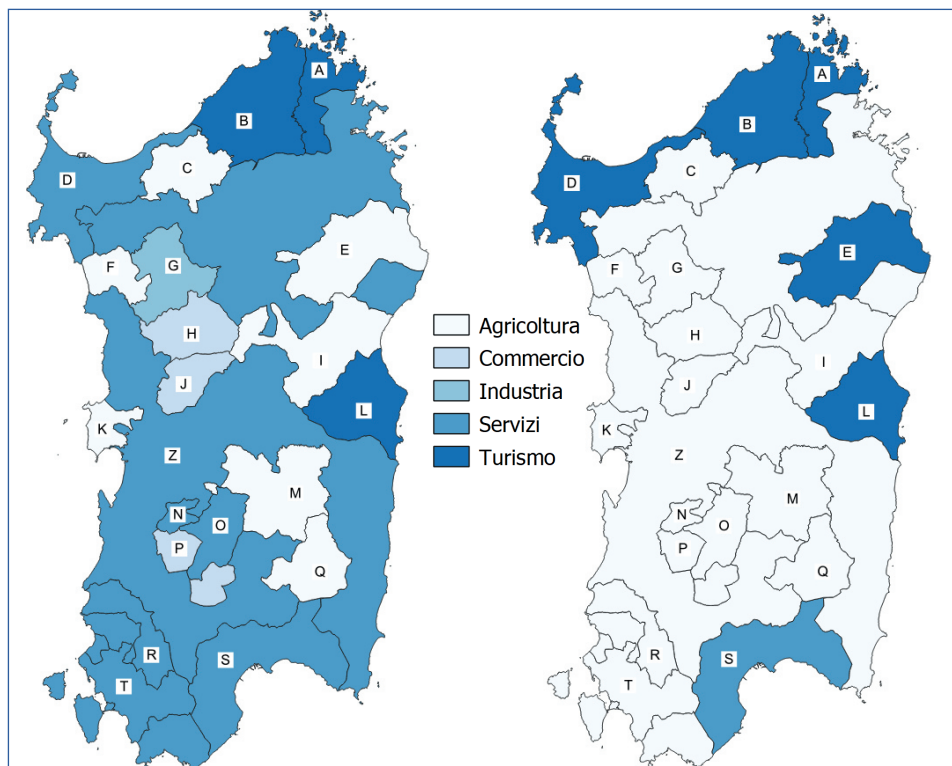 A
B
C
D
E
F
G
H
I
J
L
K
Z
M
N
O
P
Q
R
S
T
Agricoltura
Commercio
Industria
Servizi
Turismo
A
B
C
D
E
F
G
H
I
J
L
K
Z
M
N
O
P
Q
R
S
T